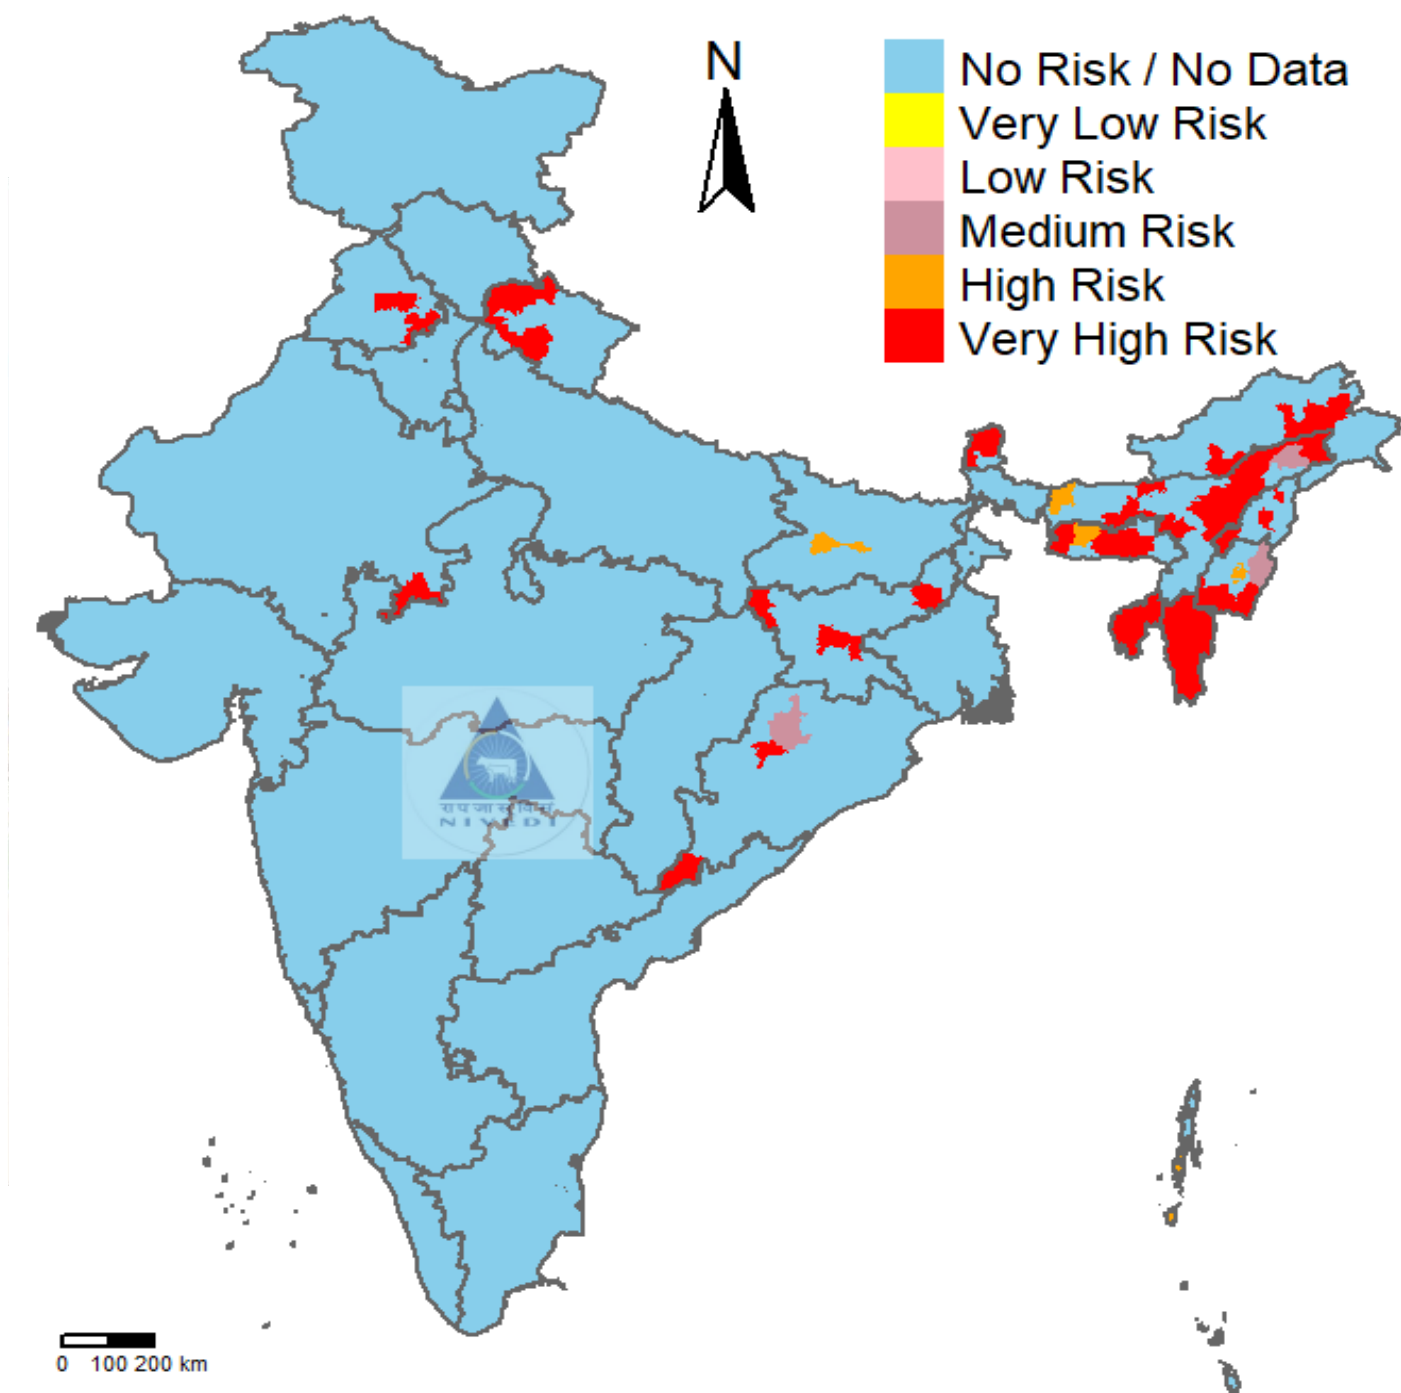 N
No Risk / No Data
Very Low Risk
Low Risk
Medium Risk
High Risk
Very High Risk
N I V E D I
0 100 200 km